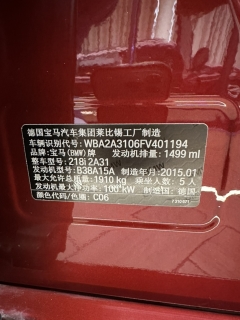 德国宝马汽车集团莱比锡工厂制造
车辆识别代号: WBA2A3106FV401194
品牌: 宝马(BMW)牌 发动机排量: 1499 ml
整车型号: 218i 2A31
发动机型号: B38A15A 制造年月: 2015.01
最大允许总质量: 1910 kg 乘坐人数: 5 人
发动机最大净功率: 100 kW 制造国: 德国
颜色代码/色描: C06